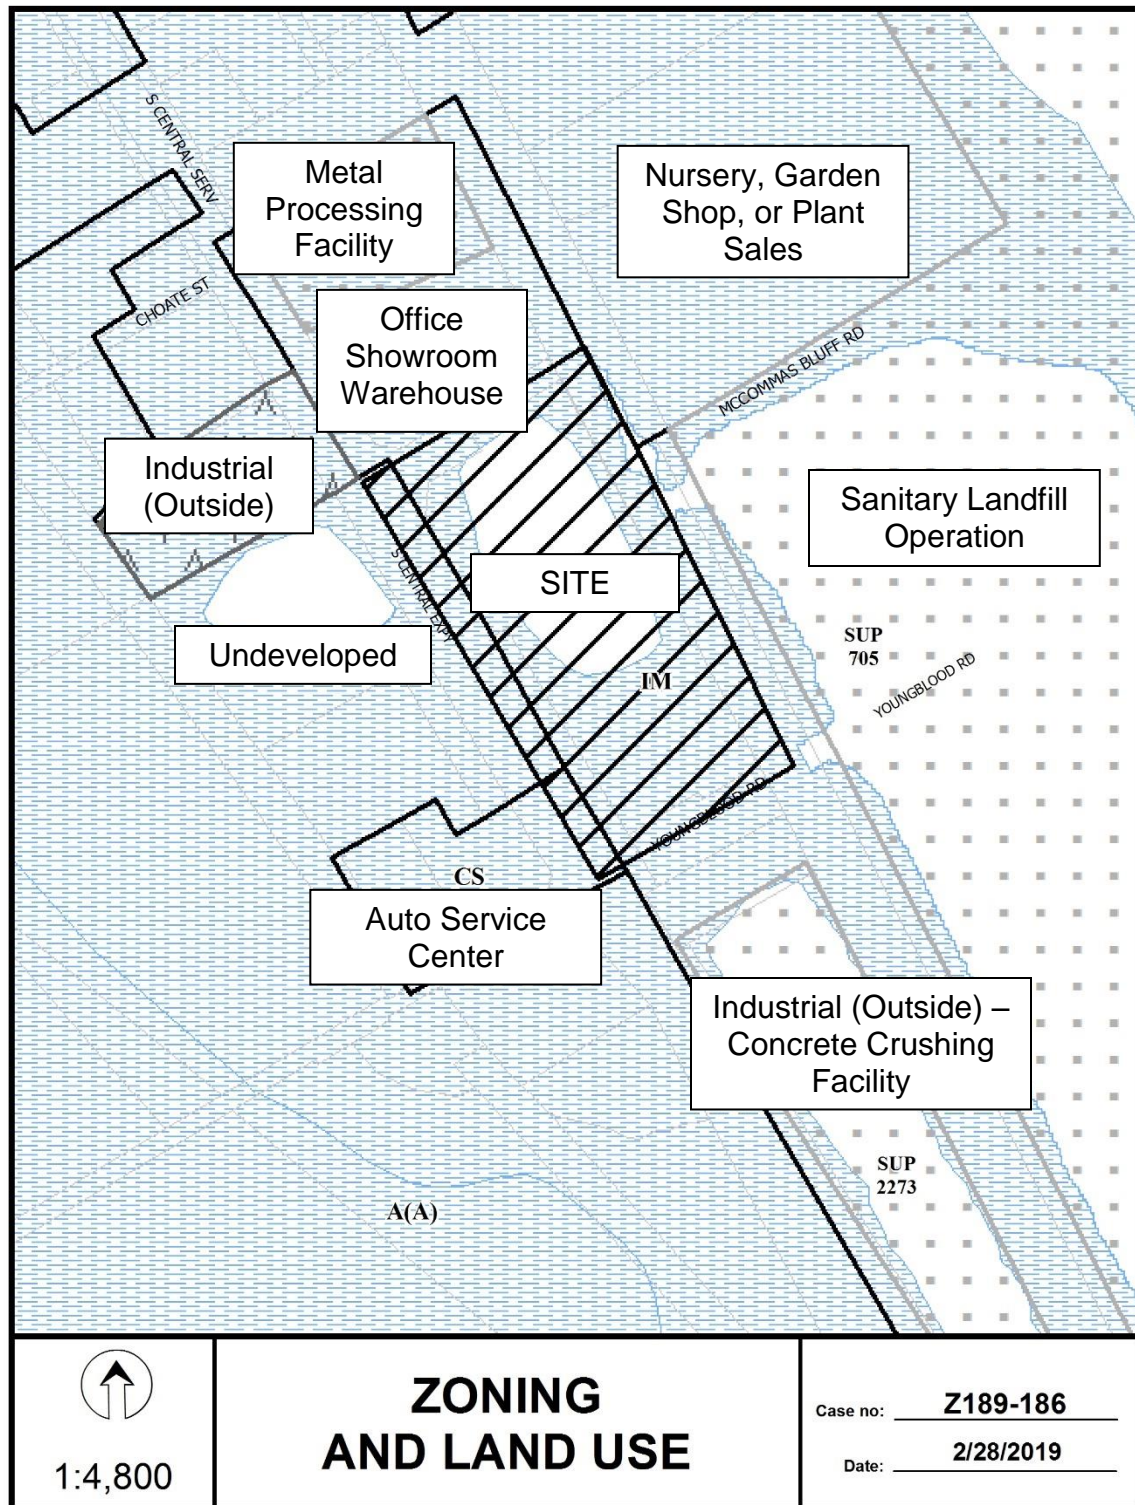 S CENTRAL SERV
Metal
Processing
Facility
Nursery, Garden
Shop, or Plant
Sales
CHOATE ST
Office
Showroom
Warehouse
MCCOMMAS BLUFF RD
Industrial
(Outside)
Sanitary Landfill
Operation
S CENTRAL EXPY
SITE
Undeveloped
SUP
705
YOUNGBLOOD RD
IM
YOUNGBLOOD RD
CS
Auto Service
Center
Industrial (Outside) –
Concrete Crushing
Facility
SUP
2273
A(A)
1:4,800
ZONING
AND LAND USE
Case no: Z189-186
Date: 2/28/2019